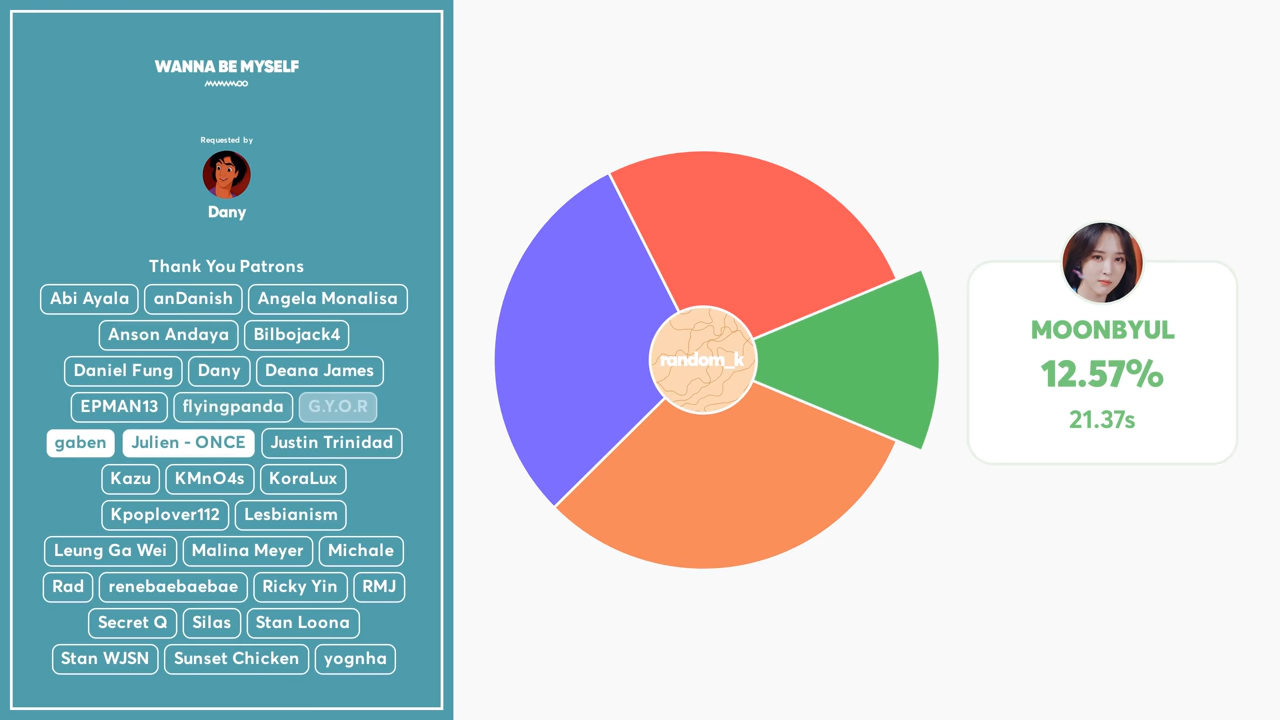 WANNA BE MYSELF
MAMAMOO
Requested by
Dany
Thank You Patrons
Abi Ayala anDanish Angela Monalisa
Anson Andaya Bilbojack4
Daniel Fung Dany Deana James
EPMAN13 flyingpanda G.Y.O.R
gaben Julien - ONCE Justin Trinidad
Kazu KMnO4s KoraLux
Kpoplover112 Lesbianism
Leung Ga Wei Malina Meyer Michale
Rad renebaebaebae Ricky Yin RMJ
Secret Q Silas Stan Loona
Stan WJSN Sunset Chicken yognha
random_k
MOONBYUL
12.57%
21.37s